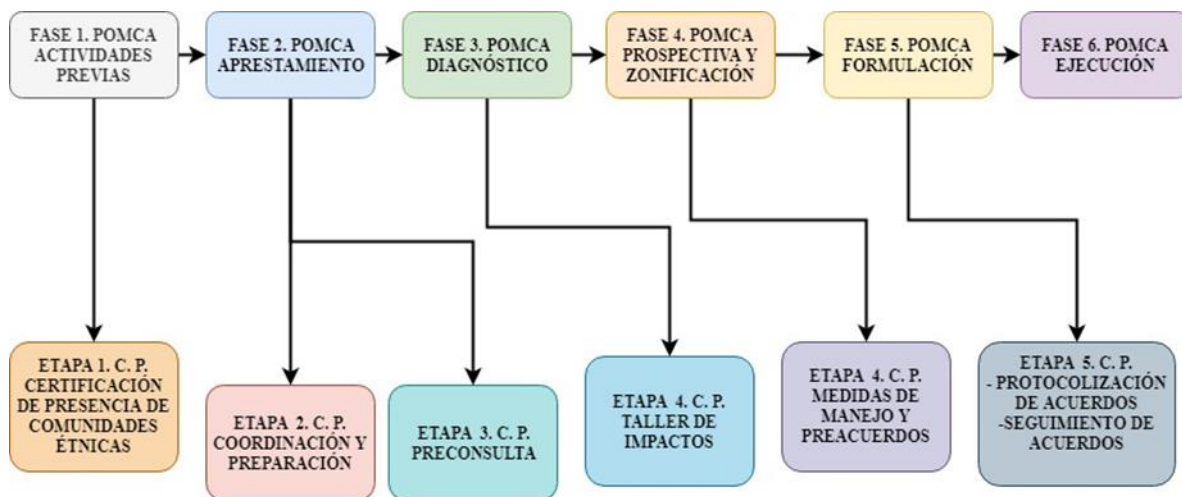 FASE 1. POMCA
ACTIVIDADES
PREVIAS
FASE 2. POMCA
APRESTAMIENTO
FASE 3. POMCA
DIAGNÓSTICO
FASE 4. POMCA
PROSPECTIVA Y
ZONIFICACIÓN
FASE 5. POMCA
FORMULACIÓN
FASE 6. POMCA
EJECUCIÓN
ETAPA 1. C. P.
CERTIFICACIÓN
DE PRESENCIA DE
COMUNIDADES
ÉTNICAS
ETAPA 2. C. P.
COORDINACIÓN Y
PREPARACIÓN
ETAPA 3. C. P.
PRECONSULTA
ETAPA 4. C. P.
TALLER DE
IMPACTOS
ETAPA 4. C. P.
MEDIDAS DE
MANEJO Y
PREACUERDOS
ETAPA 5. C. P.
- PROTOCOLIZACIÓN
DE ACUERDOS
-SEGUIMIENTO DE
ACUERDOS